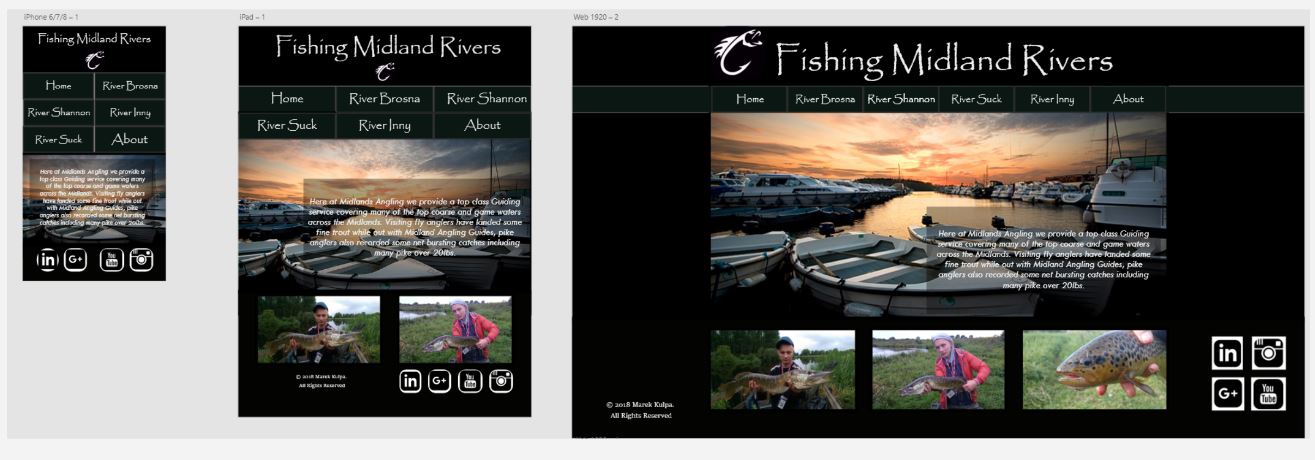 iPhone 6/7/8 – 1
Fishing Midland Rivers
Home
River Brosna
River Shannon
River Inny
River Suck
About
Here at Midlands Angling we provide a
top class Guiding service covering many
of the top coarse and game waters
across the Midlands. Visiting fly anglers
have landed some fine trout while out
with Midland Angling Guides, pike
anglers also recorded some net bursting
catches including many pike over 20lbs.
in
G+
You
Tube
iPad – 1
Fishing Midland Rivers
Home
River Brosna
River Shannon
River Suck
River Inny
About
Here at Midlands Angling we provide a top class Guiding
service covering many of the top coarse and game waters
across the Midlands. Visiting fly anglers have landed some
fine trout while out with Midland Angling Guides, pike
anglers also recorded some net bursting catches including
many pike over 20lbs.
© 2018 Marek Kulpa.
All Rights Reserved
in
G+
You
Tube
Web 1920 – 2
Fishing Midland Rivers
Home
River Brosna
River Shannon
River Suck
River Inny
About
Here at Midlands Angling we provide a top class Guiding
service covering many of the top coarse and game waters
across the Midlands. Visiting fly anglers have landed some
fine trout while out with Midland Angling Guides, pike
anglers also recorded some net bursting catches including
many pike over 20lbs.
© 2018 Marek Kulpa.
All Rights Reserved
in
G+
You
Tube